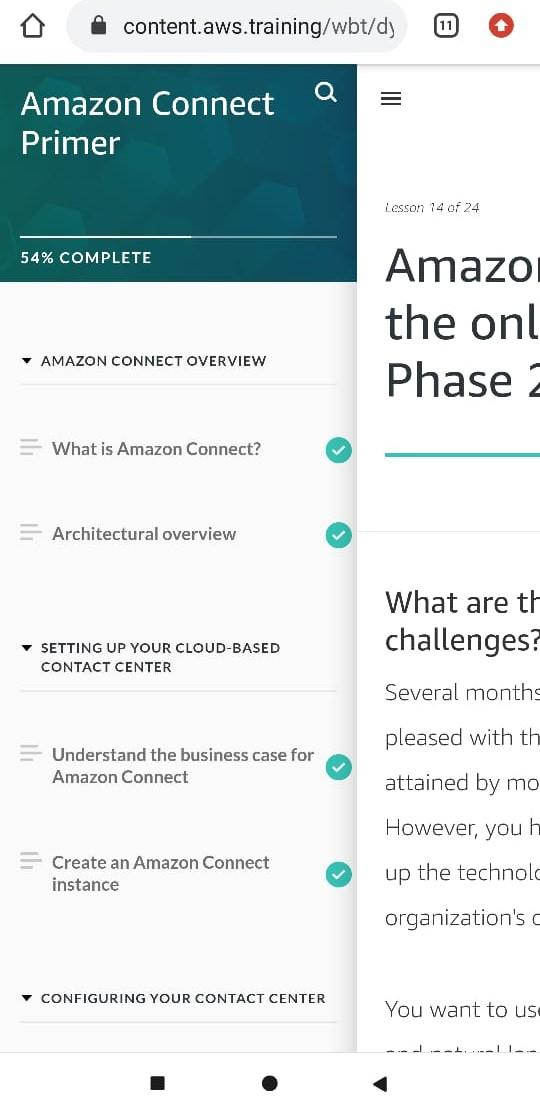 content.aws.training/wbt/dy
11
Amazon Connect
Primer
54% COMPLETE
AMAZON CONNECT OVERVIEW
What is Amazon Connect?
Architectural overview
SETTING UP YOUR CLOUD-BASED
CONTACT CENTER
Understand the business case for
Amazon Connect
Create an Amazon Connect
instance
CONFIGURING YOUR CONTACT CENTER
Lesson 14 of 24
Amazo
the onl
Phase 2
What are th
challenges?
Several months
pleased with th
attained by mo
However, you h
up the technolo
organization's c
You want to use